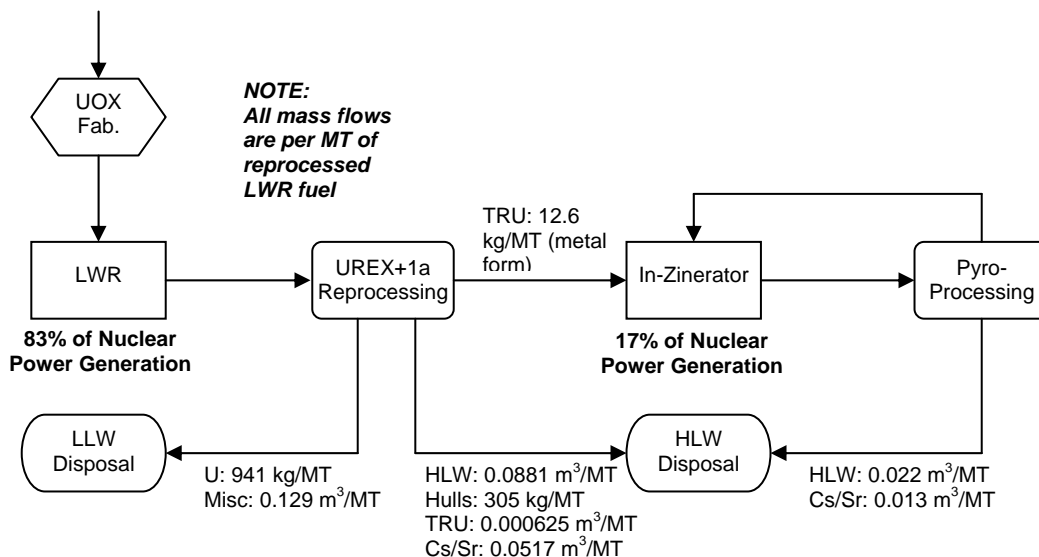 UOX
Fab.
NOTE:
All mass flows
are per MT of
reprocessed
LWR fuel
LWR
83% of Nuclear
Power Generation
UREX+1a
Reprocessing
TRU: 12.6
kg/MT (metal
form)
In-Zinerator
17% of Nuclear
Power Generation
Pyro-
Processing
LLW
Disposal
U: 941 kg/MT
Misc: 0.129 m³/MT
HLW: 0.0881 m³/MT
Hulls: 305 kg/MT
TRU: 0.000625 m³/MT
Cs/Sr: 0.0517 m³/MT
HLW
Disposal
HLW: 0.022 m³/MT
Cs/Sr: 0.013 m³/MT